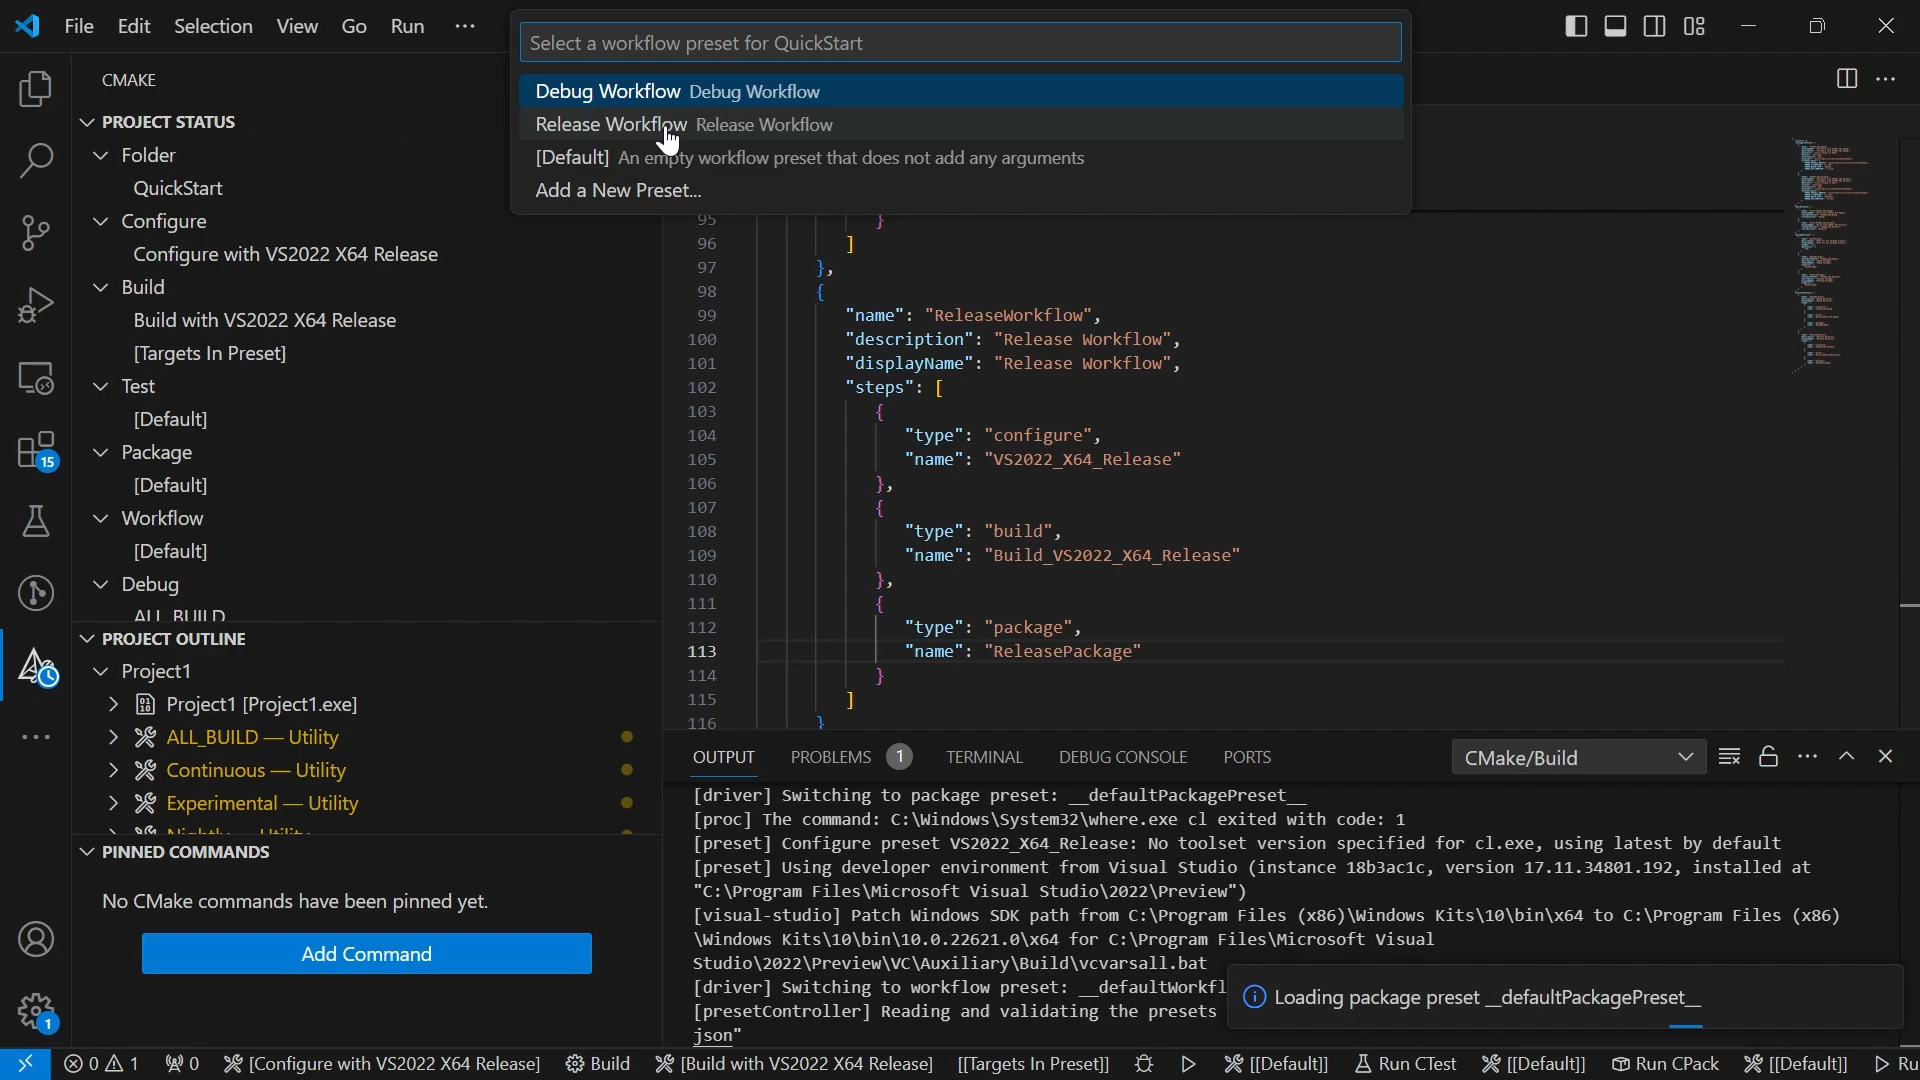 File Edit Selection View Go Run ···
Select a workflow preset for QuickStart
Debug Workflow Debug Workflow
Release Workflow Release Workflow
[Default] An empty workflow preset that does not add any arguments
Add a New Preset...
CMAKE
PROJECT STATUS
Folder
QuickStart
Configure
Configure with VS2022 X64 Release
Build
Build with VS2022 X64 Release
[Targets In Preset]
Test
[Default]
Package
[Default]
Workflow
[Default]
Debug
ALL_BUILD
PROJECT OUTLINE
Project1
Project1 [Project1.exe]
ALL_BUILD — Utility
Continuous — Utility
Experimental — Utility
Nightly — Utility
PINNED COMMANDS
No CMake commands have been pinned yet.
Add Command
15
1
95 }
96 ]
97 },
98 {
99 "name": "ReleaseWorkflow",
100 "description": "Release Workflow",
101 "displayName": "Release Workflow",
102 "steps": [
103 {
104 "type": "configure",
105 "name": "VS2022_X64_Release"
106 },
107 {
108 "type": "build",
109 "name": "Build_VS2022_X64_Release"
110 },
111 {
112 "type": "package",
113 "name": "ReleasePackage"
114 }
115 ]
116 }
OUTPUT PROBLEMS 1 TERMINAL DEBUG CONSOLE PORTS CMake/Build
[driver] Switching to package preset: __defaultPackagePreset__
[proc] The command: C:\Windows\System32\where.exe cl exited with code: 1
[preset] Configure preset VS2022_X64_Release: No toolset version specified for cl.exe, using latest by default
[preset] Using developer environment from Visual Studio (instance 18b3ac1c, version 17.11.34801.192, installed at
"C:\Program Files\Microsoft Visual Studio\2022\Preview")
[visual-studio] Patch Windows SDK path from C:\Program Files (x86)\Windows Kits\10\bin\x64 to C:\Program Files (x86)
\Windows Kits\10\bin\10.0.22621.0\x64 for C:\Program Files\Microsoft Visual
Studio\2022\Preview\VC\Auxiliary\Build\vcvarsall.bat
[driver] Switching to workflow preset: __defaultWorkfl
[presetController] Reading and validating the presets
json"
Loading package preset __defaultPackagePreset__
0 1 0 [Configure with VS2022 X64 Release] Build [Build with VS2022 X64 Release] [[Targets In Preset]] [[Default]] Run CTest [[Default]] Run CPack [[Default]] Ru